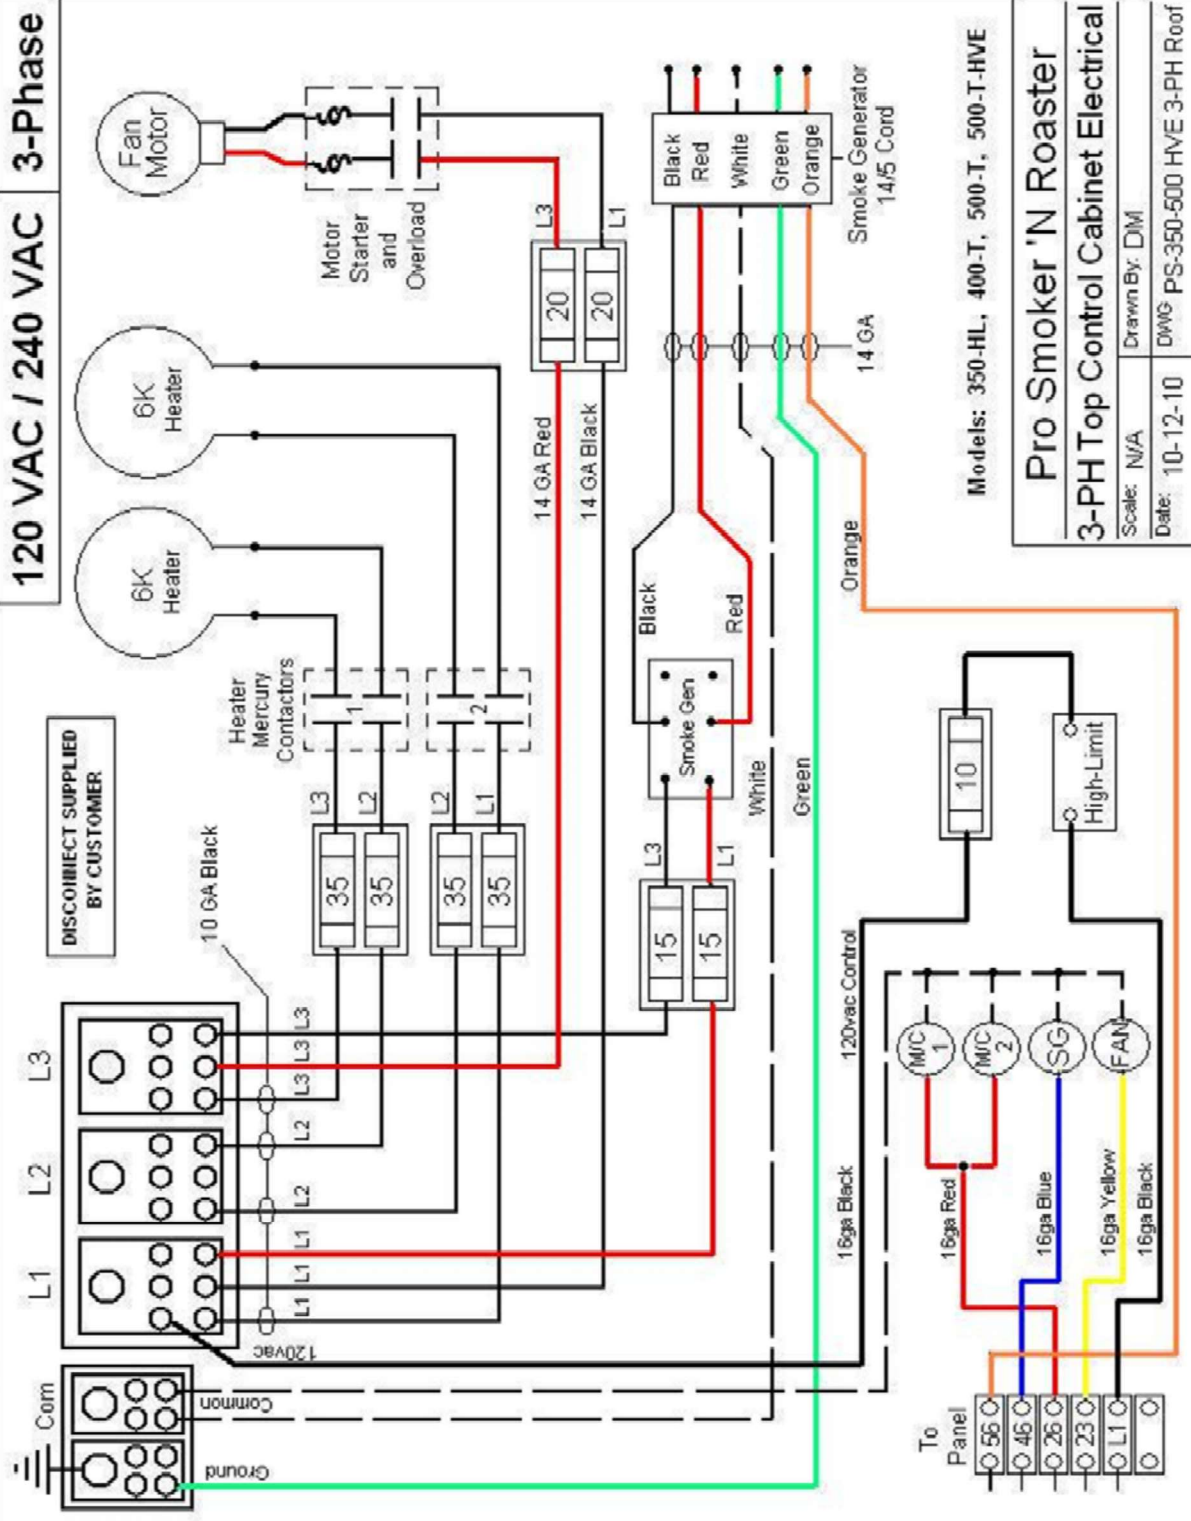 120 VAC / 240 VAC
3-Phase
DISCONNECT SUPPLIED
BY CUSTOMER
Com
L1
L2
L3
Ground
Common
120vac
L1
L1
L1
L2
L2
L3
L3
L3
10 GA Black
35
35
35
35
L3
L2
L2
L1
Heater
Mercury
Contactors
1
2
6K
Heater
6K
Heater
Fan
Motor
Motor
Starter
and
Overload
L3
L1
20
20
14 GA Red
14 GA Black
15
15
L3
L1
Smoke Gen
Black
Red
White
Green
Orange
14 GA
Black
Red
White
Green
Orange
Smoke Generator
14/5 Cord
120vac Control
16ga Black
10
High-Limit
M/C
1
M/C
2
SG
FAN
16ga Red
16ga Blue
16ga Yellow
16ga Black
To
Panel
56
46
26
23
L1
Models: 350-HL, 400-T, 500-T, 500-T-HVE
Pro Smoker 'N Roaster
3-PH Top Control Cabinet Electrical
Scale: N/A
Drawn By: DIM
Date: 10-12-10
DWG PS-350-500 HVE 3-PH Roof